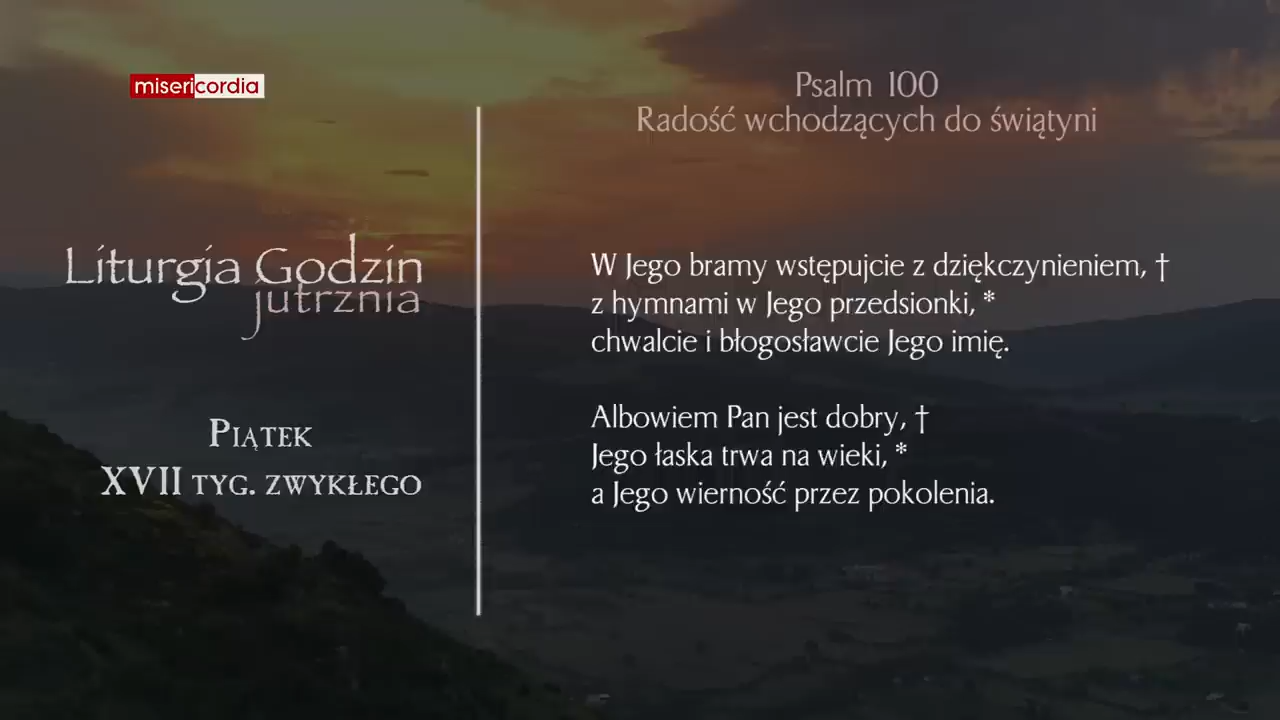 misericordia
Liturgia Godzin
jutrznia
Piątek
XVII tyg. zwykłego
Psalm 100
Radość wchodzących do świątyni
W Jego bramy wstępujcie z dziękczynieniem, †
z hymnami w Jego przedsionki, *
chwalcie i błogosławcie Jego imię.
Albowiem Pan jest dobry, †
Jego łaska trwa na wieki, *
a Jego wierność przez pokolenia.